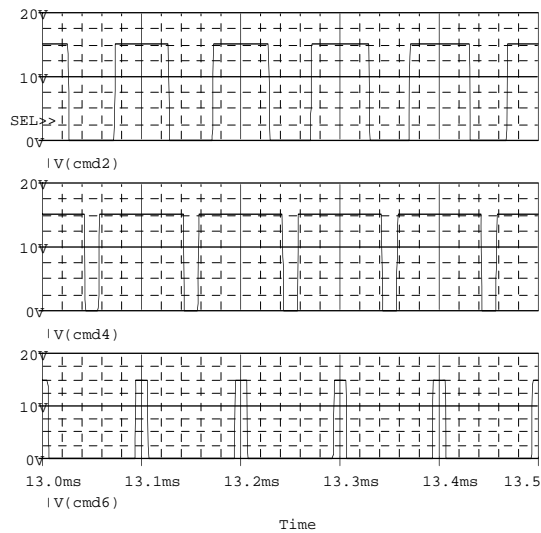 20V
10V
SEL>>
0V
V(cmd2)
20V
10V
0V
V(cmd4)
20V
10V
0V
13.0ms 13.1ms 13.2ms 13.3ms 13.4ms 13.5
V(cmd6)
Time